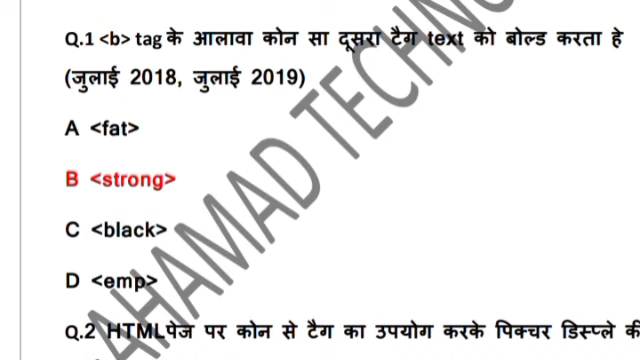 Q.1 <b> tag के आलावा कोन सा दूसरा टैग text को बोल्ड करता हे
(जुलाई 2018, जुलाई 2019)
A <fat>
B <strong>
C <black>
D <emp>
Q.2 HTMLपेज पर कोन से टैग का उपयोग करके पिक्चर डिस्प्ले की
AHAMAD